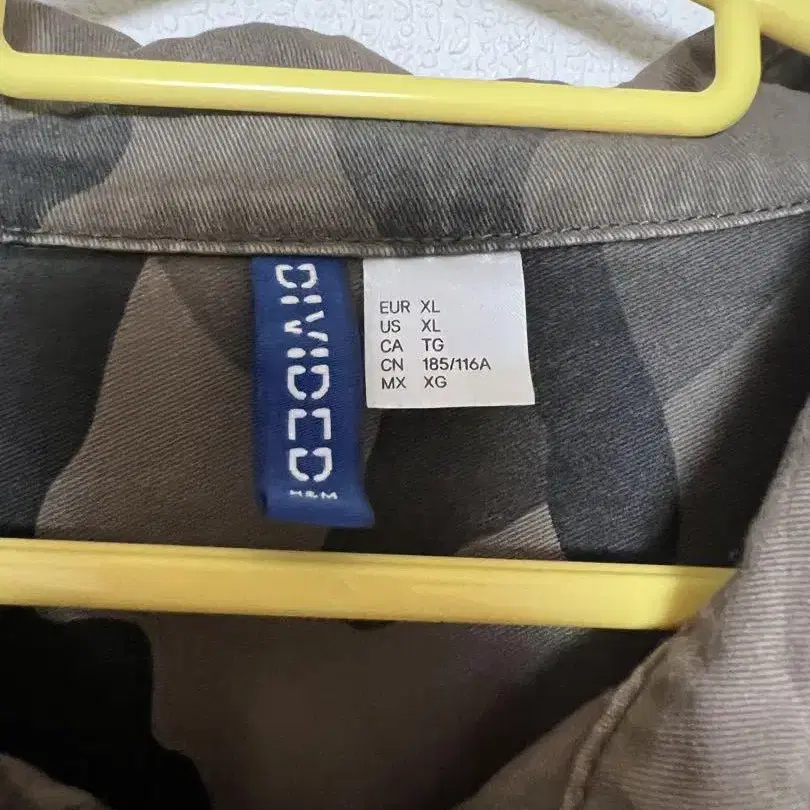 DIVIDED
H&M
EUR XL
US XL
CA TG
CN 185/116A
MX XG